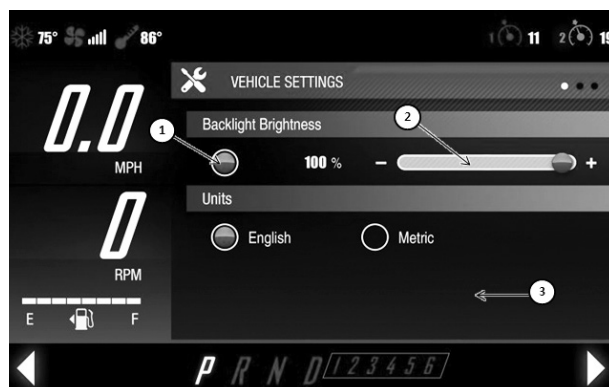 75° 86° 1 11 2 19
VEHICLE SETTINGS
0.0
MPH
Backlight Brightness
1
2
100 % - +
Units
English Metric
0
RPM
3
E F
P R N D 1 2 3 4 5 6